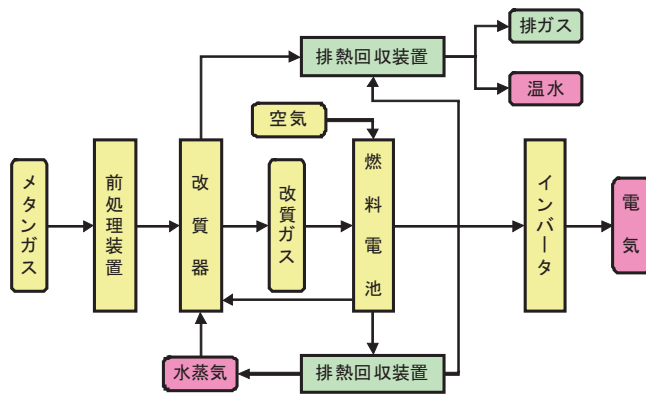 排ガス
排熱回収装置
温水
空気
メタンガス
前処理装置
改質器
改質ガス
燃料電池
インバータ
電気
水蒸気
排熱回収装置